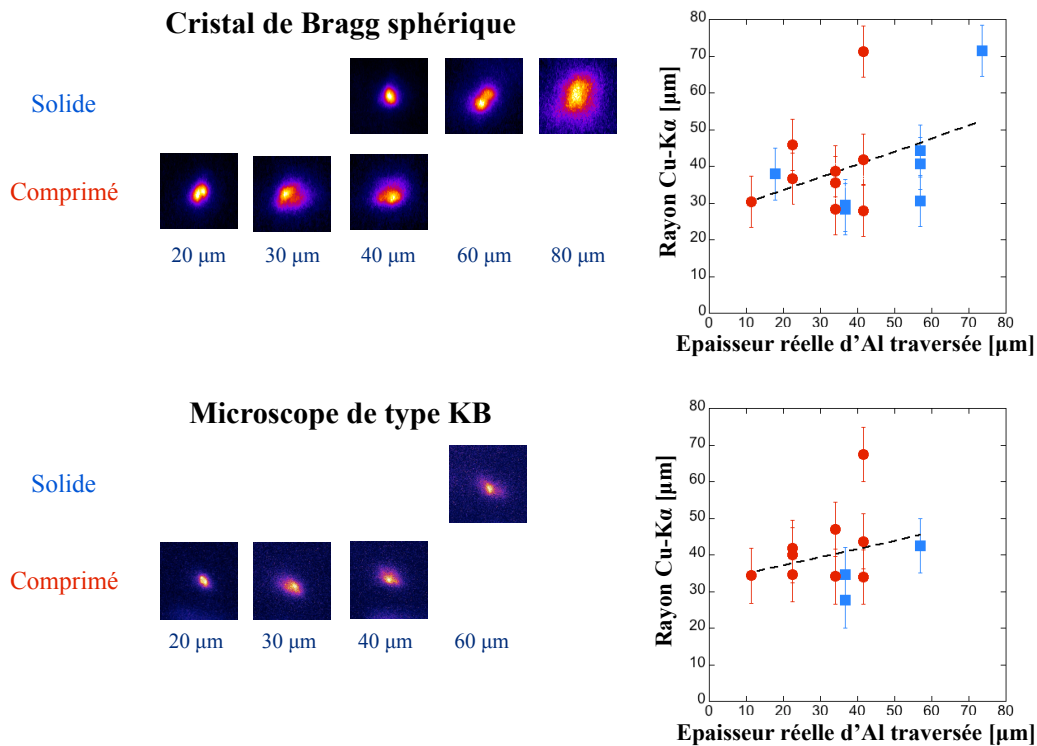 Cristal de Bragg sphérique
Solide
Comprimé
20 μm 30 μm 40 μm 60 μm 80 μm
80
70
60
50
40
30
20
10
0
Rayon Cu-Kα [μm]
0 10 20 30 40 50 60 70 80
Epaisseur réelle d’Al traversée [μm]
Microscope de type KB
Solide
Comprimé
20 μm 30 μm 40 μm 60 μm
80
70
60
50
40
30
20
10
0
Rayon Cu-Kα [μm]
0 10 20 30 40 50 60 70 80
Epaisseur réelle d’Al traversée [μm]